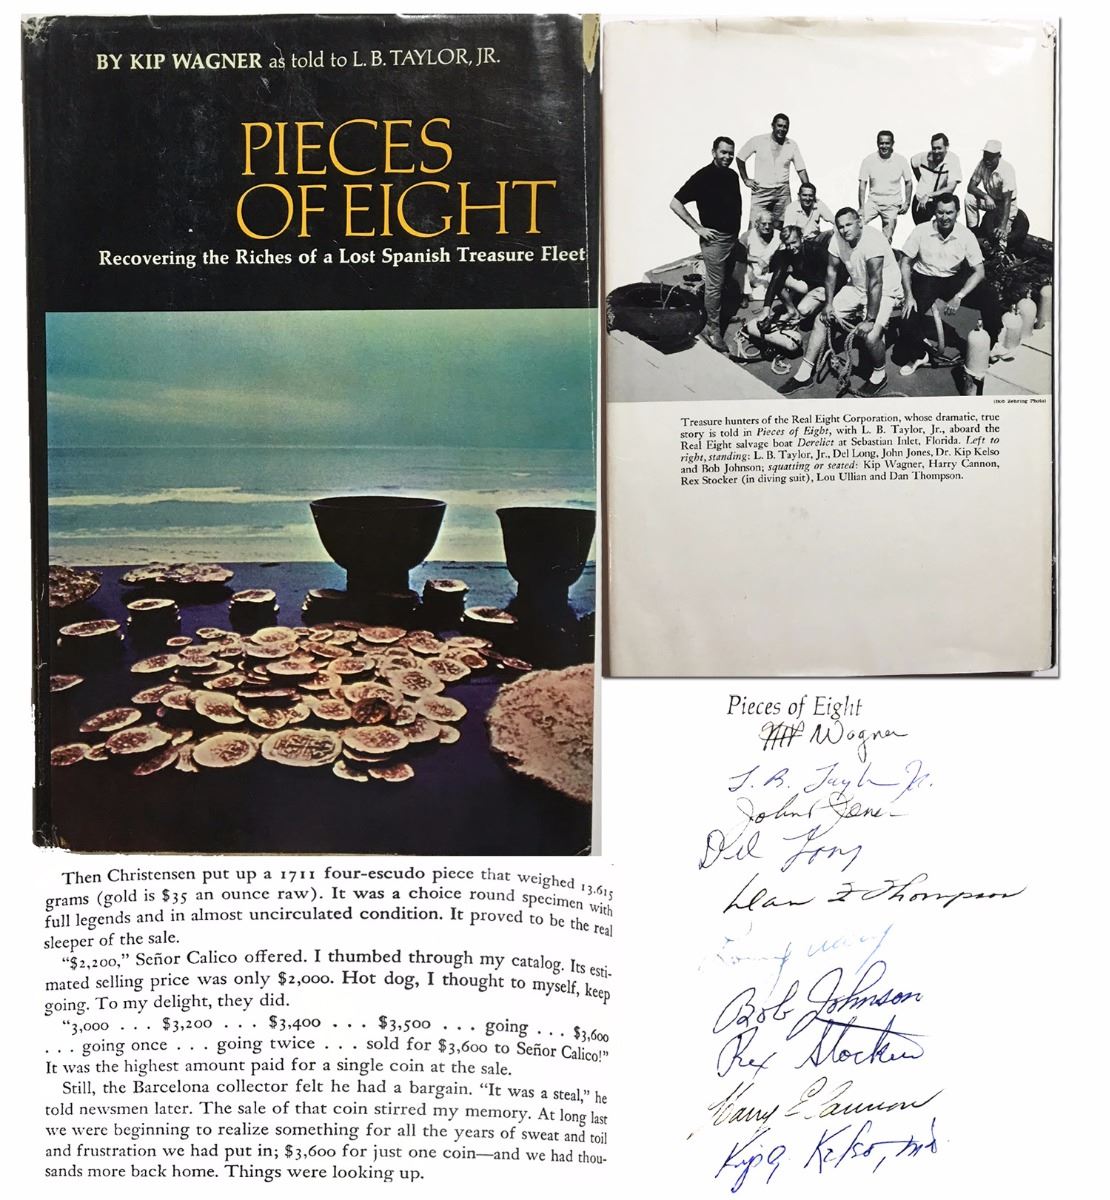 BY KIP WAGNER as told to L. B. TAYLOR, JR.
PIECES
OF EIGHT
Recovering the Riches of a Lost Spanish Treasure Fleet
(Bob Behring Photo)
Treasure hunters of the Real Eight Corporation, whose dramatic, true
story is told in Pieces of Eight, with L. B. Taylor, Jr., aboard the
Real Eight salvage boat Derelict at Sebastian Inlet, Florida. Left to
right, standing: L. B. Taylor, Jr., Del Long, John Jones, Dr. Kip Kelso
and Bob Johnson; squatting or seated: Kip Wagner, Harry Cannon,
Rex Stocker (in diving suit), Lou Ullian and Dan Thompson.
Pieces of Eight
Wagner
L. B. Taylor Jr.
John Jones
Del Long
Dan F Thompson
Bob Johnson
Rex Stocker
Harry E Cannon
Kip G. Kelso, MD
Then Christensen put up a 1711 four-escudo piece that weighed 13.615
grams (gold is $35 an ounce raw). It was a choice round specimen with
full legends and in almost uncirculated condition. It proved to be the real
sleeper of the sale.
“$2,200,” Señor Calico offered. I thumbed through my catalog. Its esti-
mated selling price was only $2,000. Hot dog, I thought to myself, keep
going. To my delight, they did.
“3,000 . . . $3,200 . . . $3,400 . . . $3,500 . . . going . . . $3,600
. . . going once . . . going twice . . . sold for $3,600 to Señor Calico!”
It was the highest amount paid for a single coin at the sale.
Still, the Barcelona collector felt he had a bargain. “It was a steal,” he
told newsmen later. The sale of that coin stirred my memory. At long last
we were beginning to realize something for all the years of sweat and toil
and frustration we had put in; $3,600 for just one coin—and we had thou-
sands more back home. Things were looking up.